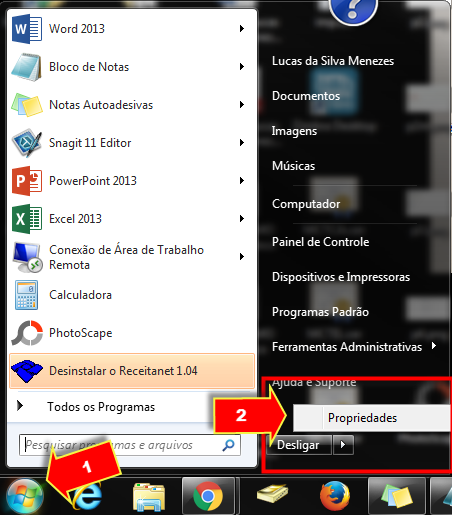 Word 2013
Bloco de Notas
Notas Autoadesivas
Snagit 11 Editor
PowerPoint 2013
Excel 2013
Conexão de Área de Trabalho
Remota
Calculadora
PhotoScape
Desinstalar o Receitanet 1.04
Todos os Programas
Pesquisar programas e arquivos
1
Lucas da Silva Menezes
Documentos
Imagens
Músicas
Computador
Painel de Controle
Dispositivos e Impressoras
Programas Padrão
Ferramentas Administrativas
Ajuda e Suporte
2
Propriedades
Desligar